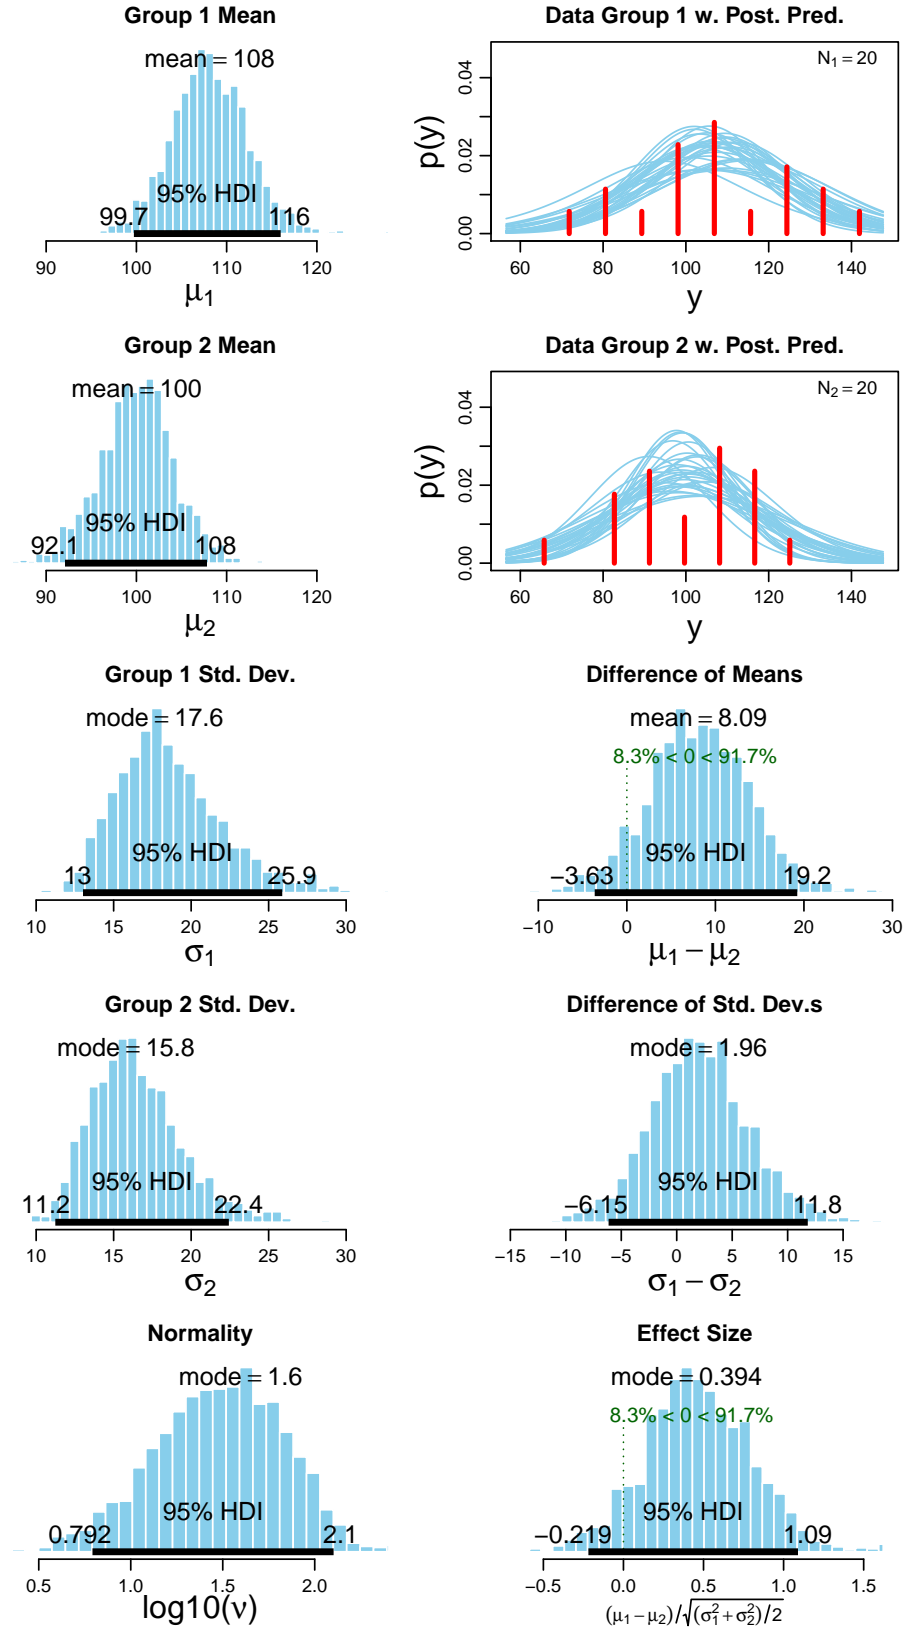 Group 1 Mean
mean = 108
95% HDI
99.7 116
90 100 110 120
μ1
Data Group 1 w. Post. Pred.
N1 = 20
0.00 0.02 0.04
p(y)
60 80 100 120 140
y
Group 2 Mean
mean = 100
95% HDI
92.1 108
90 100 110 120
μ2
Data Group 2 w. Post. Pred.
N2 = 20
0.00 0.02 0.04
p(y)
60 80 100 120 140
y
Group 1 Std. Dev.
mode = 17.6
95% HDI
13 25.9
10 15 20 25 30
σ1
Difference of Means
mean = 8.09
8.3% < 0 < 91.7%
95% HDI
−3.63 19.2
−10 0 10 20 30
μ1 − μ2
Group 2 Std. Dev.
mode = 15.8
95% HDI
11.2 22.4
10 15 20 25 30
σ2
Difference of Std. Dev.s
mode = 1.96
95% HDI
−6.15 11.8
−15 −10 −5 0 5 10 15
σ1 − σ2
Normality
mode = 1.6
95% HDI
0.792 2.1
0.5 1.0 1.5 2.0
log10(ν)
Effect Size
mode = 0.394
8.3% < 0 < 91.7%
95% HDI
−0.219 1.09
−0.5 0.0 0.5 1.0 1.5
(μ1 − μ2)/√(σ1² + σ2²)/2